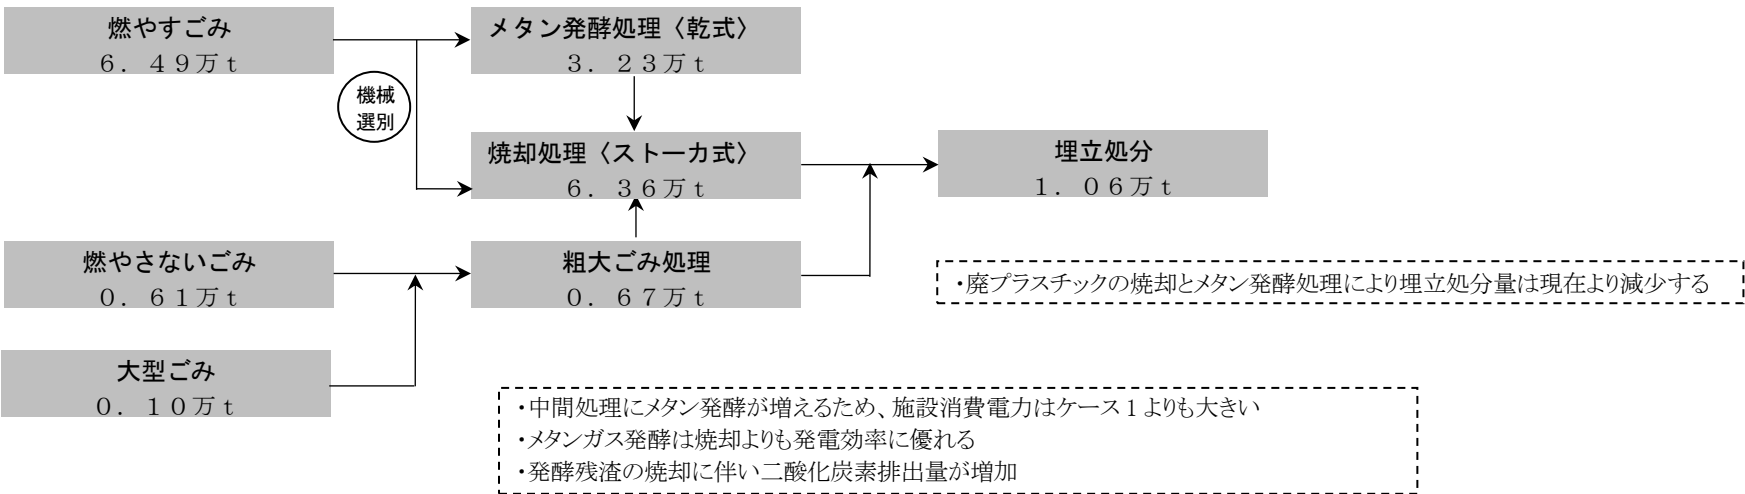 燃やすごみ
６．４９万ｔ
メタン発酵処理〈乾式〉
３．２３万ｔ
機械
選別
焼却処理〈ストーカ式〉
６．３６万ｔ
埋立処分
１．０６万ｔ
燃やさないごみ
０．６１万ｔ
粗大ごみ処理
０．６７万ｔ
・廃プラスチックの焼却とメタン発酵処理により埋立処分量は現在より減少する
大型ごみ
０．１０万ｔ
・中間処理にメタン発酵が増えるため、施設消費電力はケース１よりも大きい
・メタンガス発酵は焼却よりも発電効率に優れる
・発酵残渣の焼却に伴い二酸化炭素排出量が増加